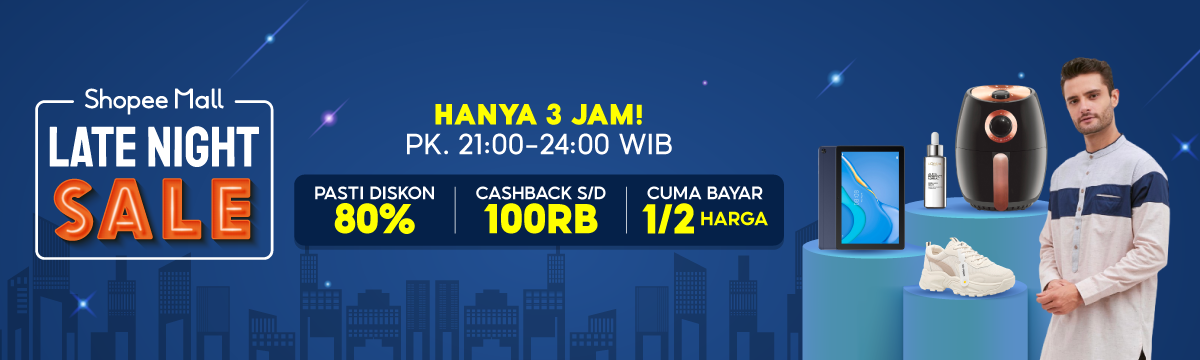 Shopee Mall
LATE NIGHT
SALE
HANYA 3 JAM!
PK. 21:00-24:00 WIB
PASTI DISKON
80%
CASHBACK S/D
100RB
CUMA BAYAR
1/2 HARGA